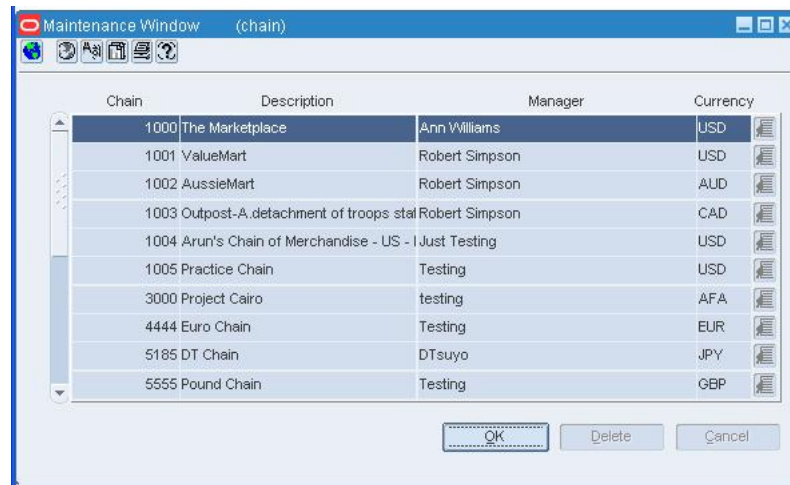 Maintenance Window (chain)
Chain Description Manager Currency
1000 The Marketplace Ann Williams USD
1001 ValueMart Robert Simpson USD
1002 AussieMart Robert Simpson AUD
1003 Outpost-A.detachment of troops stat Robert Simpson CAD
1004 Arun's Chain of Merchandise - US - Just Testing USD
1005 Practice Chain Testing USD
3000 Project Cairo testing AFA
4444 Euro Chain Testing EUR
5185 DT Chain DTsuyo JPY
5555 Pound Chain Testing GBP
OK Delete Cancel